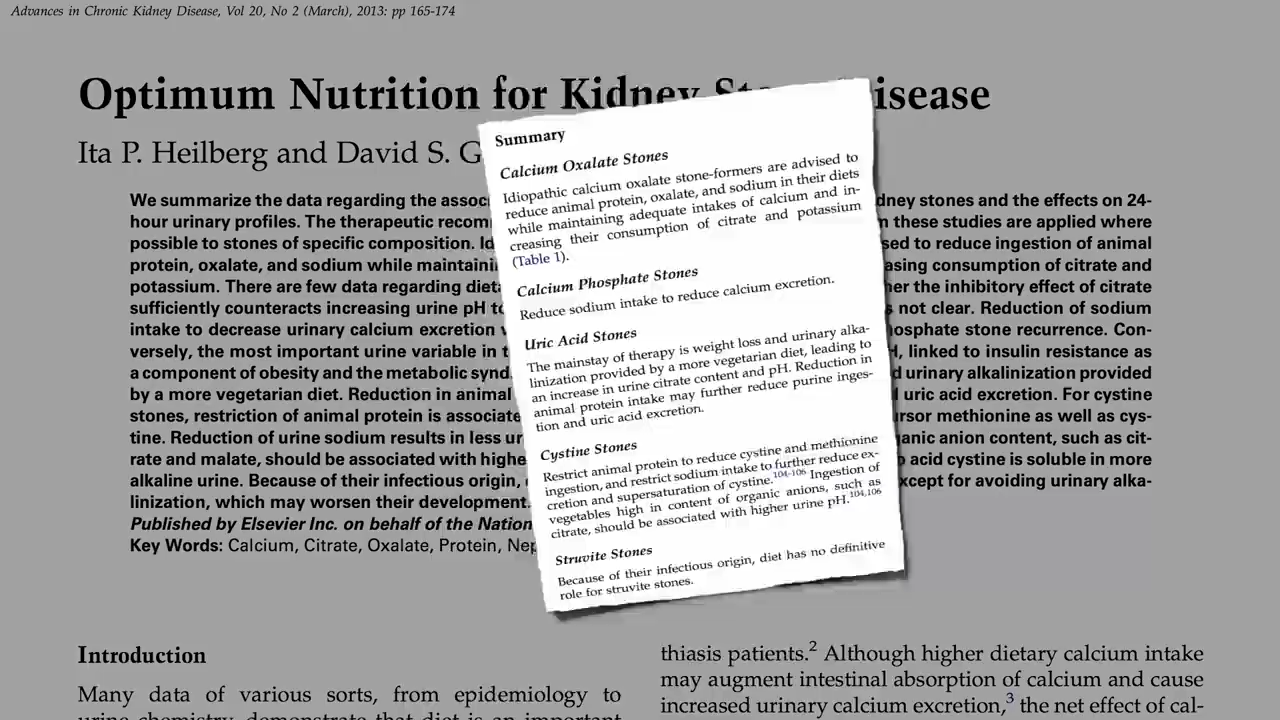 Advances in Chronic Kidney Disease, Vol 20, No 2 (March), 2013: pp 165-174
Optimum Nutrition for Kidney St isease
Ita P. Heilberg and David S. G
We summarize the data regarding the assoc dney stones and the effects on 24-
hour urinary profiles. The therapeutic recom m these studies are applied where
possible to stones of specific composition. Id sed to reduce ingestion of animal
protein, oxalate, and sodium while maintaini asing consumption of citrate and
potassium. There are few data regarding dieta her the inhibitory effect of citrate
sufficiently counteracts increasing urine pH to s not clear. Reduction of sodium
intake to decrease urinary calcium excretion v hosphate stone recurrence. Con-
versely, the most important urine variable in t H, linked to insulin resistance as
a component of obesity and the metabolic synd d urinary alkalinization provided
by a more vegetarian diet. Reduction in animal l uric acid excretion. For cystine
stones, restriction of animal protein is associate ursor methionine as well as cys-
tine. Reduction of urine sodium results in less ur ganic anion content, such as cit-
rate and malate, should be associated with highe o acid cystine is soluble in more
alkaline urine. Because of their infectious origin, except for avoiding urinary alka-
linization, which may worsen their development.
Published by Elsevier Inc. on behalf of the Nation
Key Words: Calcium, Citrate, Oxalate, Protein, Nep
Summary
Calcium Oxalate Stones
Idiopathic calcium oxalate stone-formers are advised to
reduce animal protein, oxalate, and sodium in their diets
while maintaining adequate intakes of calcium and in-
creasing their consumption of citrate and potassium
(Table 1).
Calcium Phosphate Stones
Reduce sodium intake to reduce calcium excretion.
Uric Acid Stones
The mainstay of therapy is weight loss and urinary alka-
linization provided by a more vegetarian diet, leading to
an increase in urine citrate content and pH. Reduction in
animal protein intake may further reduce purine inges-
tion and uric acid excretion.
Cystine Stones
Restrict animal protein to reduce cystine and methionine
ingestion, and restrict sodium intake to further reduce ex-
cretion and supersaturation of cystine.104-106 Ingestion of
vegetables high in content of organic anions, such as
citrate, should be associated with higher urine pH.104,106
Struvite Stones
Because of their infectious origin, diet has no definitive
role for struvite stones.
Introduction
Many data of various sorts, from epidemiology to
urine chemistry, demonstrate that diet is an important
thiasis patients.2 Although higher dietary calcium intake
may augment intestinal absorption of calcium and cause
increased urinary calcium excretion,3 the net effect of cal-